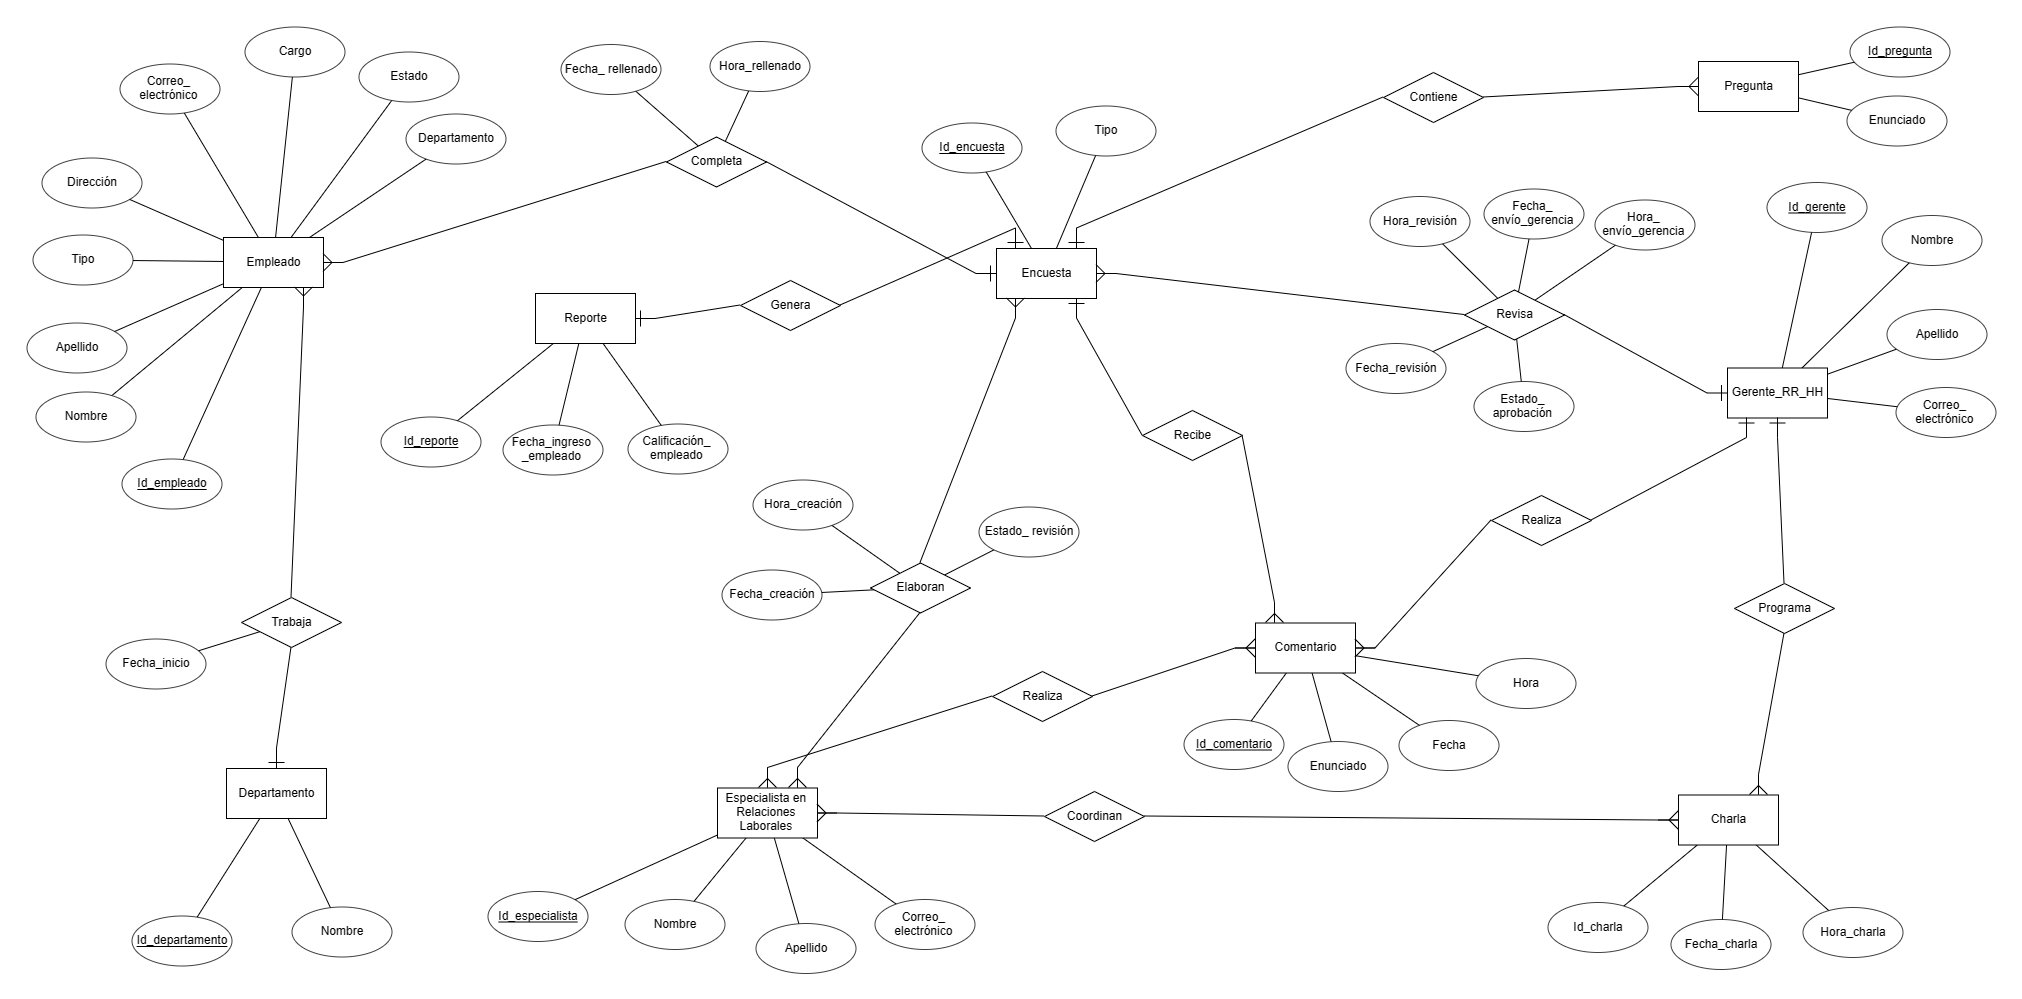 Cargo
Estado
Correo_
electrónico
Departamento
Dirección
Tipo
Empleado
Apellido
Nombre
Id_empleado
Fecha_ rellenado
Hora_rellenado
Completa
Id_encuesta
Tipo
Encuesta
Contiene
Pregunta
Id_pregunta
Enunciado
Reporte
Genera
Id_reporte
Fecha_ingreso
_empleado
Calificación_
empleado
Hora_revisión
Fecha_
envío_gerencia
Hora_
envío_gerencia
Revisa
Fecha_revisión
Estado_
aprobación
Id_gerente
Nombre
Apellido
Gerente_RR_HH
Correo_
electrónico
Recibe
Realiza
Hora_creación
Estado_ revisión
Fecha_creación
Elaboran
Programa
Trabaja
Fecha_inicio
Departamento
Id_departamento
Nombre
Comentario
Realiza
Hora
Id_comentario
Enunciado
Fecha
Especialista en
Relaciones
Laborales
Coordinan
Charla
Id_especialista
Nombre
Apellido
Correo_
electrónico
Id_charla
Fecha_charla
Hora_charla